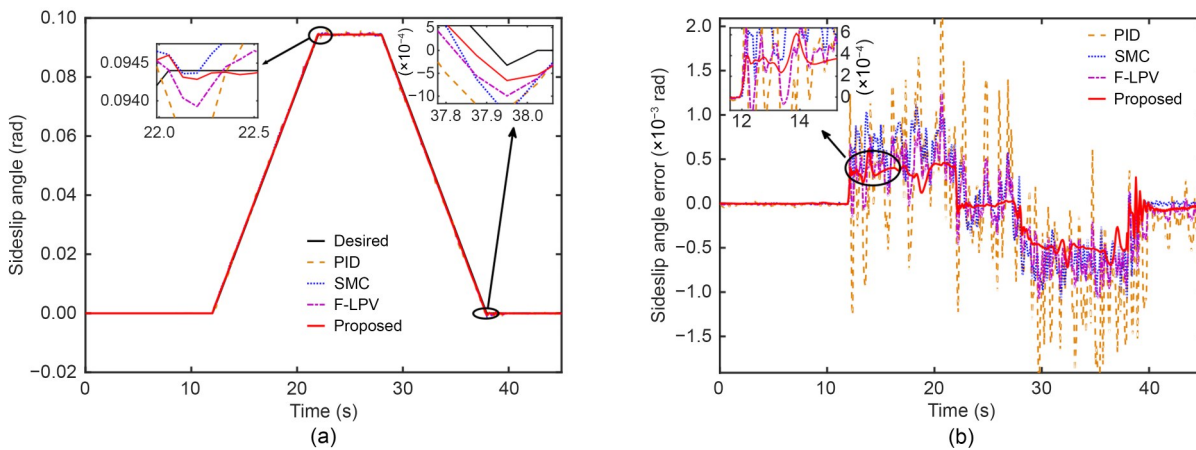 0.10
0.08
0.06
0.04
0.02
0.00
−0.02
Sideslip angle (rad)
0 10 20 30 40
Time (s)
(a)
0.0945
0.0940
22.0 22.5
5
0
−5
−10
(×10⁻⁴)
37.8 37.9 38.0
Desired
PID
SMC
F-LPV
Proposed
2.0
1.5
1.0
0.5
0.0
−0.5
−1.0
−1.5
Sideslip angle error (×10⁻³ rad)
0 10 20 30 40
Time (s)
(b)
6
4
2
0
(×10⁻⁴)
12 14
PID
SMC
F-LPV
Proposed